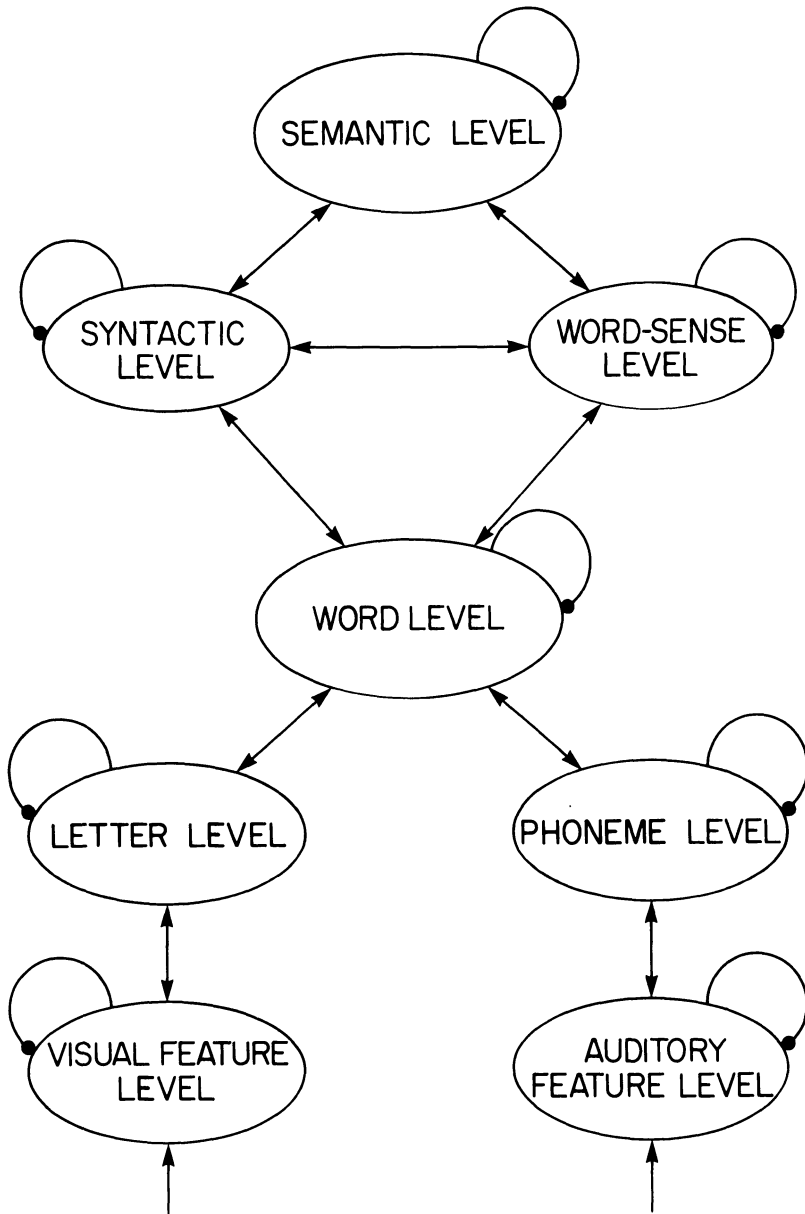 SEMANTIC LEVEL
SYNTACTIC
LEVEL
WORD-SENSE
LEVEL
WORD LEVEL
LETTER LEVEL
PHONEME LEVEL
VISUAL FEATURE
LEVEL
AUDITORY
FEATURE LEVEL